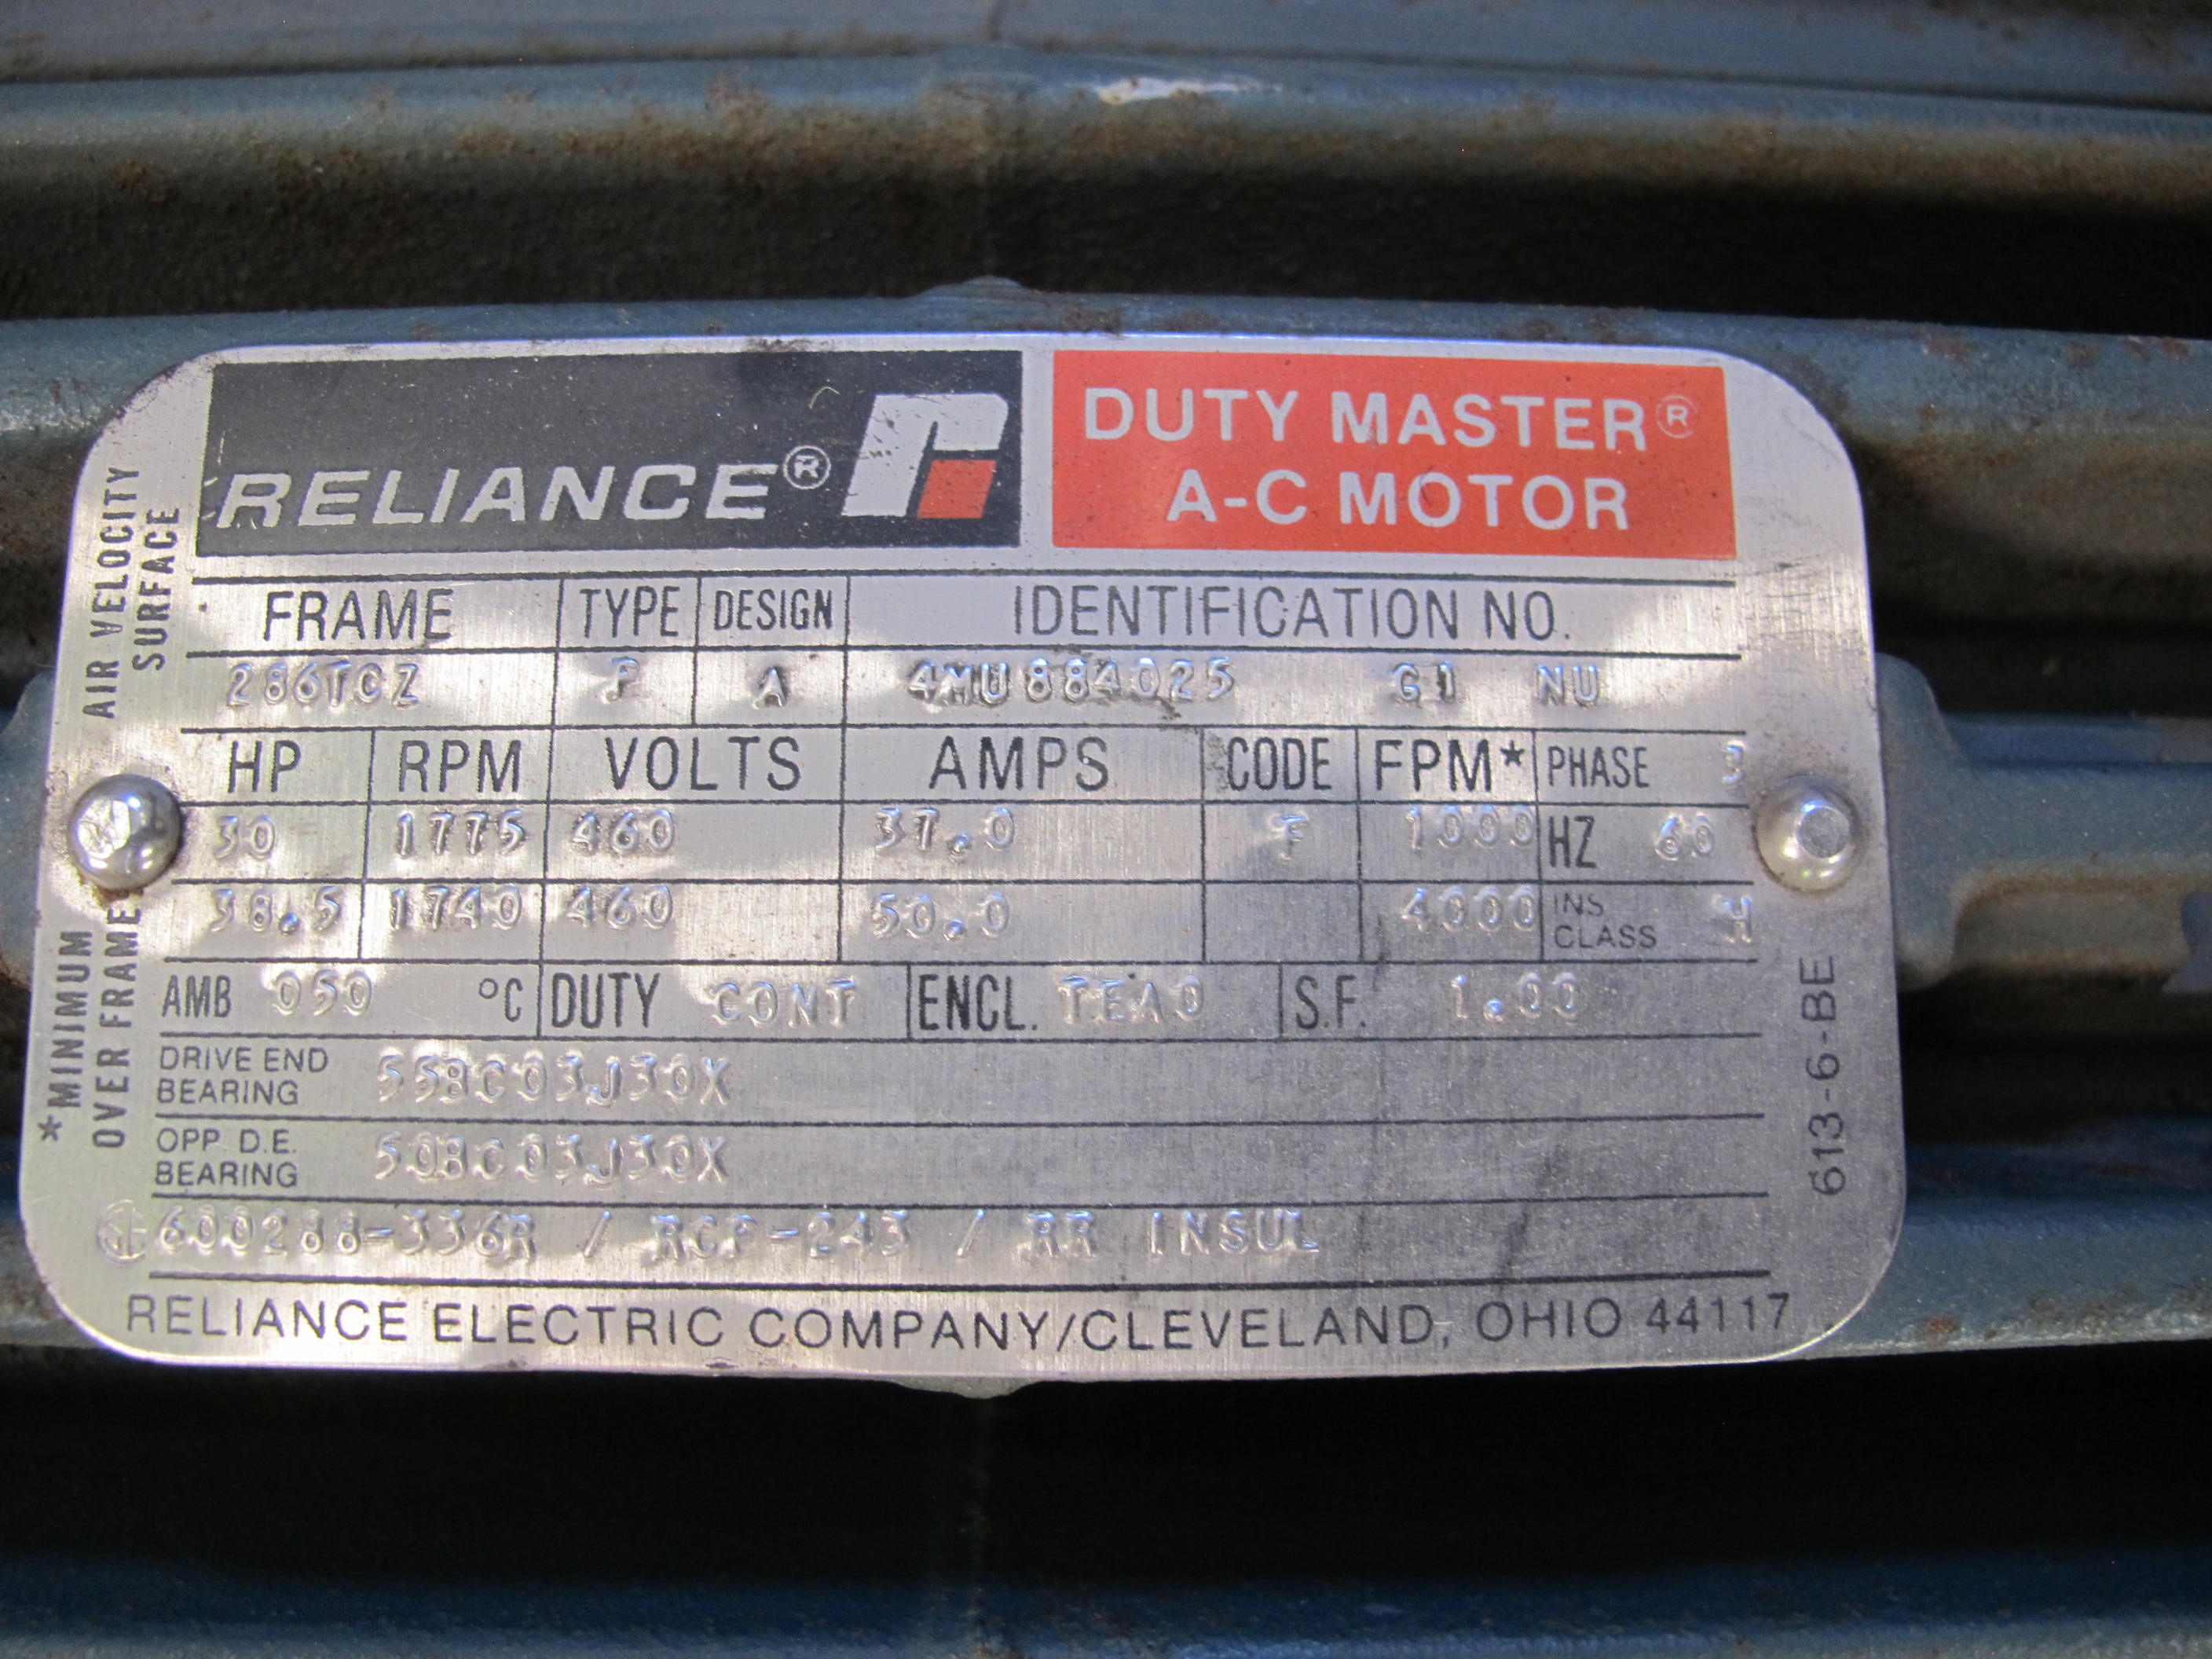 RELIANCE® DUTY MASTER®
A-C MOTOR
FRAME TYPE DESIGN IDENTIFICATION NO.
286TCZ P A 4MU884025 G1 NU
HP RPM VOLTS AMPS CODE FPM* PHASE 3
30 1775 460 37.0 F 1000 HZ 60
38.5 1740 460 50.0 4000 INS CLASS H
AMB 050 °C DUTY CONT ENCL. TEAO S.F. 1.00
DRIVE END
BEARING 55BC03J30X
OPP. D.E.
BEARING 50BC03J30X
600288-336R / RCF-243 / RR INSUL
RELIANCE ELECTRIC COMPANY/CLEVELAND, OHIO 44117
*MINIMUM AIR VELOCITY
OVER FRAME SURFACE
613-6-BE